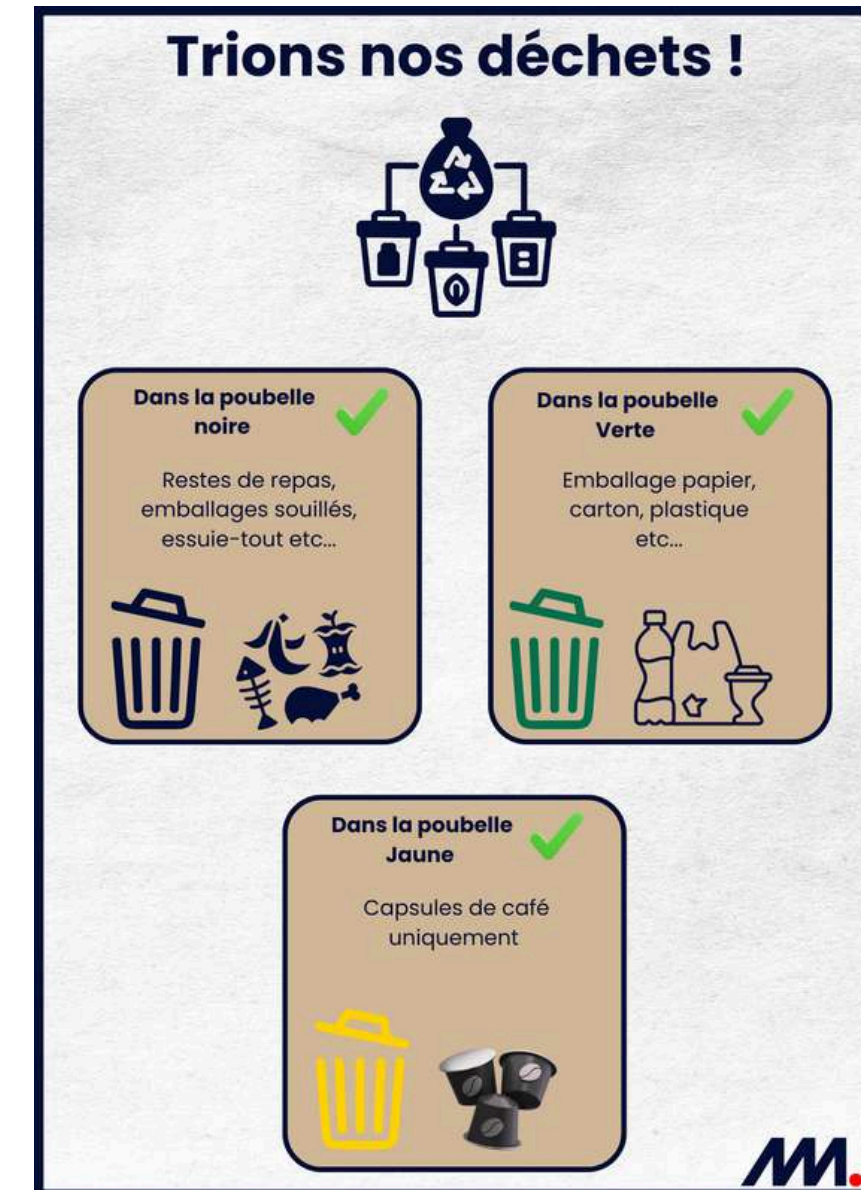 Trions nos déchets !
Dans la poubelle
noire
Restes de repas,
emballages souillés,
essuie-tout etc...
Dans la poubelle
Verte
Emballage papier,
carton, plastique
etc...
Dans la poubelle
Jaune
Capsules de café
uniquement